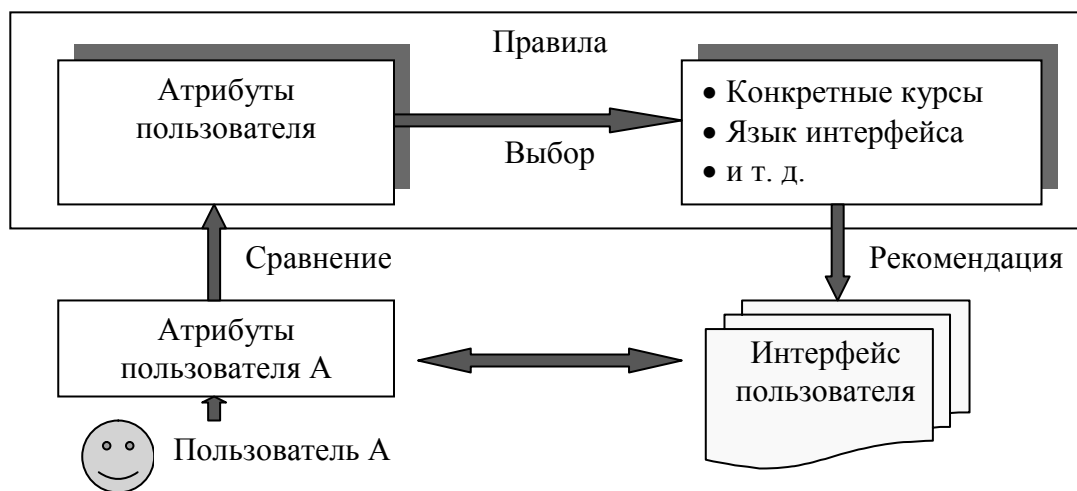 Правила
Атрибуты
пользователя
Выбор
• Конкретные курсы
• Язык интерфейса
• и т. д.
Сравнение
Рекомендация
Атрибуты
пользователя А
Интерфейс
пользователя
Пользователь А